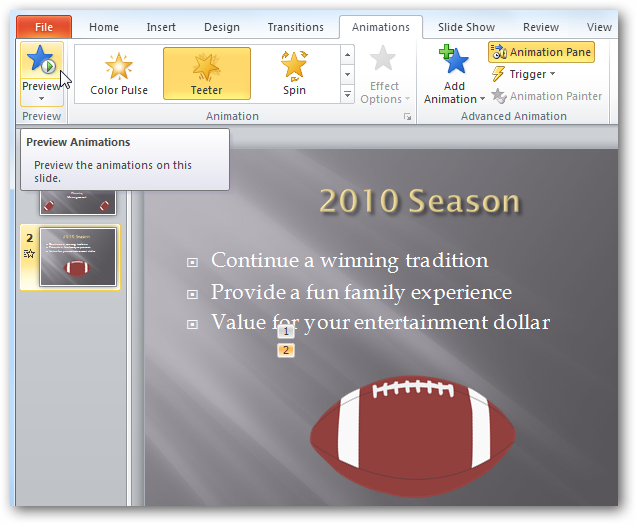 File Home Insert Design Transitions Animations Slide Show Review View
Preview
Color Pulse Teeter Spin
Effect
Options
Add
Animation
Animation Pane
Trigger
Animation Painter
Preview Animation Advanced Animation
Preview Animations
Preview the animations on this
slide.
2
2010 Season
2010 Season
Continue a winning tradition
Provide a fun family experience
Value for your entertainment dollar
1
2